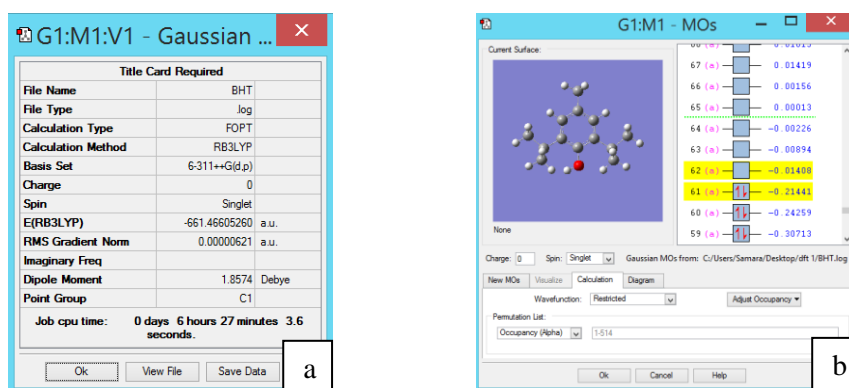 G1:M1:V1 - Gaussian ...
Title Card Required
File Name BHT
File Type .log
Calculation Type FOPT
Calculation Method RB3LYP
Basis Set 6-311++G(d,p)
Charge 0
Spin Singlet
E(RB3LYP) -661.46605260 a.u.
RMS Gradient Norm 0.00000621 a.u.
Imaginary Freq
Dipole Moment 1.8574 Debye
Point Group C1
Job cpu time: 0 days 6 hours 27 minutes 3.6
seconds.
Ok View File Save Data
a
G1:M1 - MOs
Current Surface:
67 (a) 0.01419
66 (a) 0.00156
65 (a) 0.00013
64 (a) -0.00226
63 (a) -0.00894
62 (a) -0.01408
61 (a) -0.21441
60 (a) -0.24259
59 (a) -0.30713
None
Charge: 0 Spin: Singlet Gaussian MOs from: C:/Users/Samara/Desktop/dft 1/BHT.log
New MOs Visualize Calculation Diagram
Wavefunction: Restricted Adjust Occupancy
Permutation List:
Occupancy (Alpha) 1-514
Ok Cancel Help
b